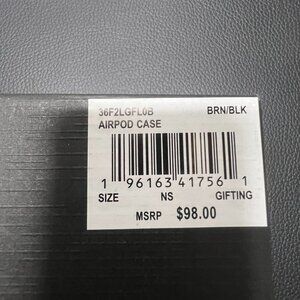 36F2LGFL0B BRN/BLK
AIRPOD CASE
1 96163 41756 1
SIZE NS GIFTING
MSRP $98.00